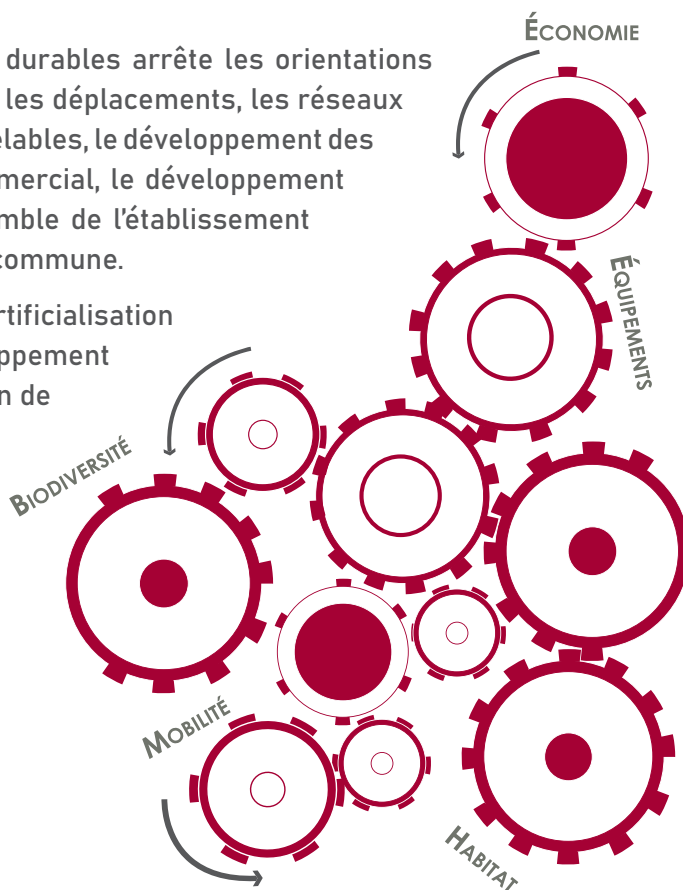 durables arrête les orientations
les déplacements, les réseaux
elables, le développement des
mercial, le développement
mble de l'établissement
commune.
rtificialisation
oppement
n de
ÉCONOMIE
ÉQUIPEMENTS
BIODIVERSITÉ
MOBILITÉ
HABITAT